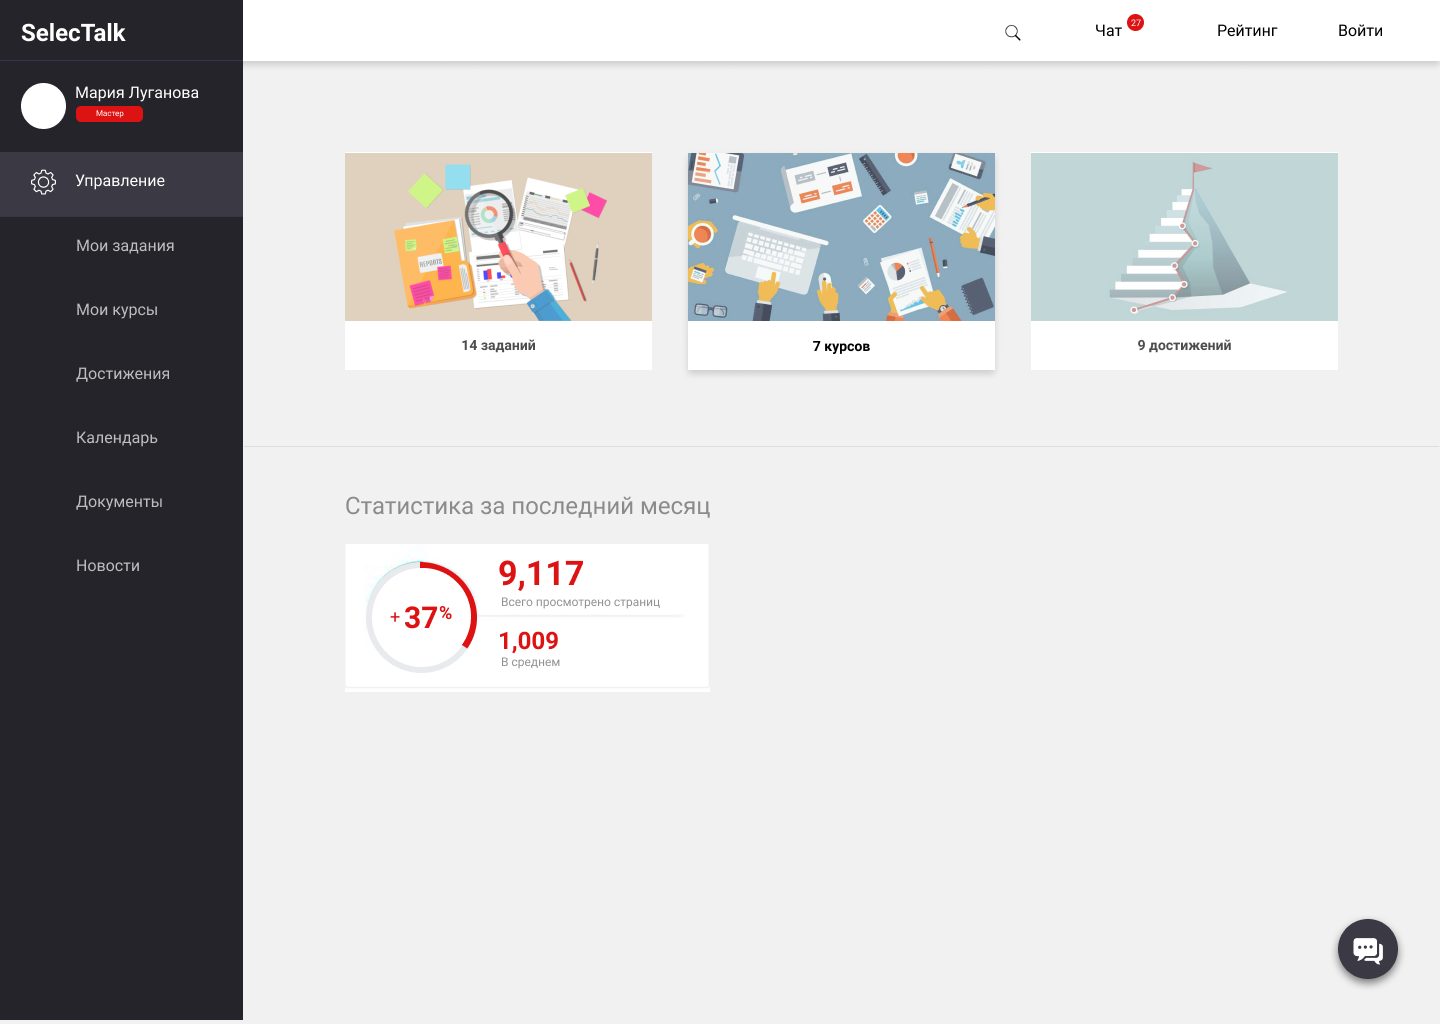 SelecTalk
Чат 27
Рейтинг
Войти
Мария Луганова
Мастер
Управление
Мои задания
Мои курсы
Достижения
Календарь
Документы
Новости
REPORTS
14 заданий
7 курсов
9 достижений
Статистика за последний месяц
+ 37%
9,117
Всего просмотрено страниц
1,009
В среднем